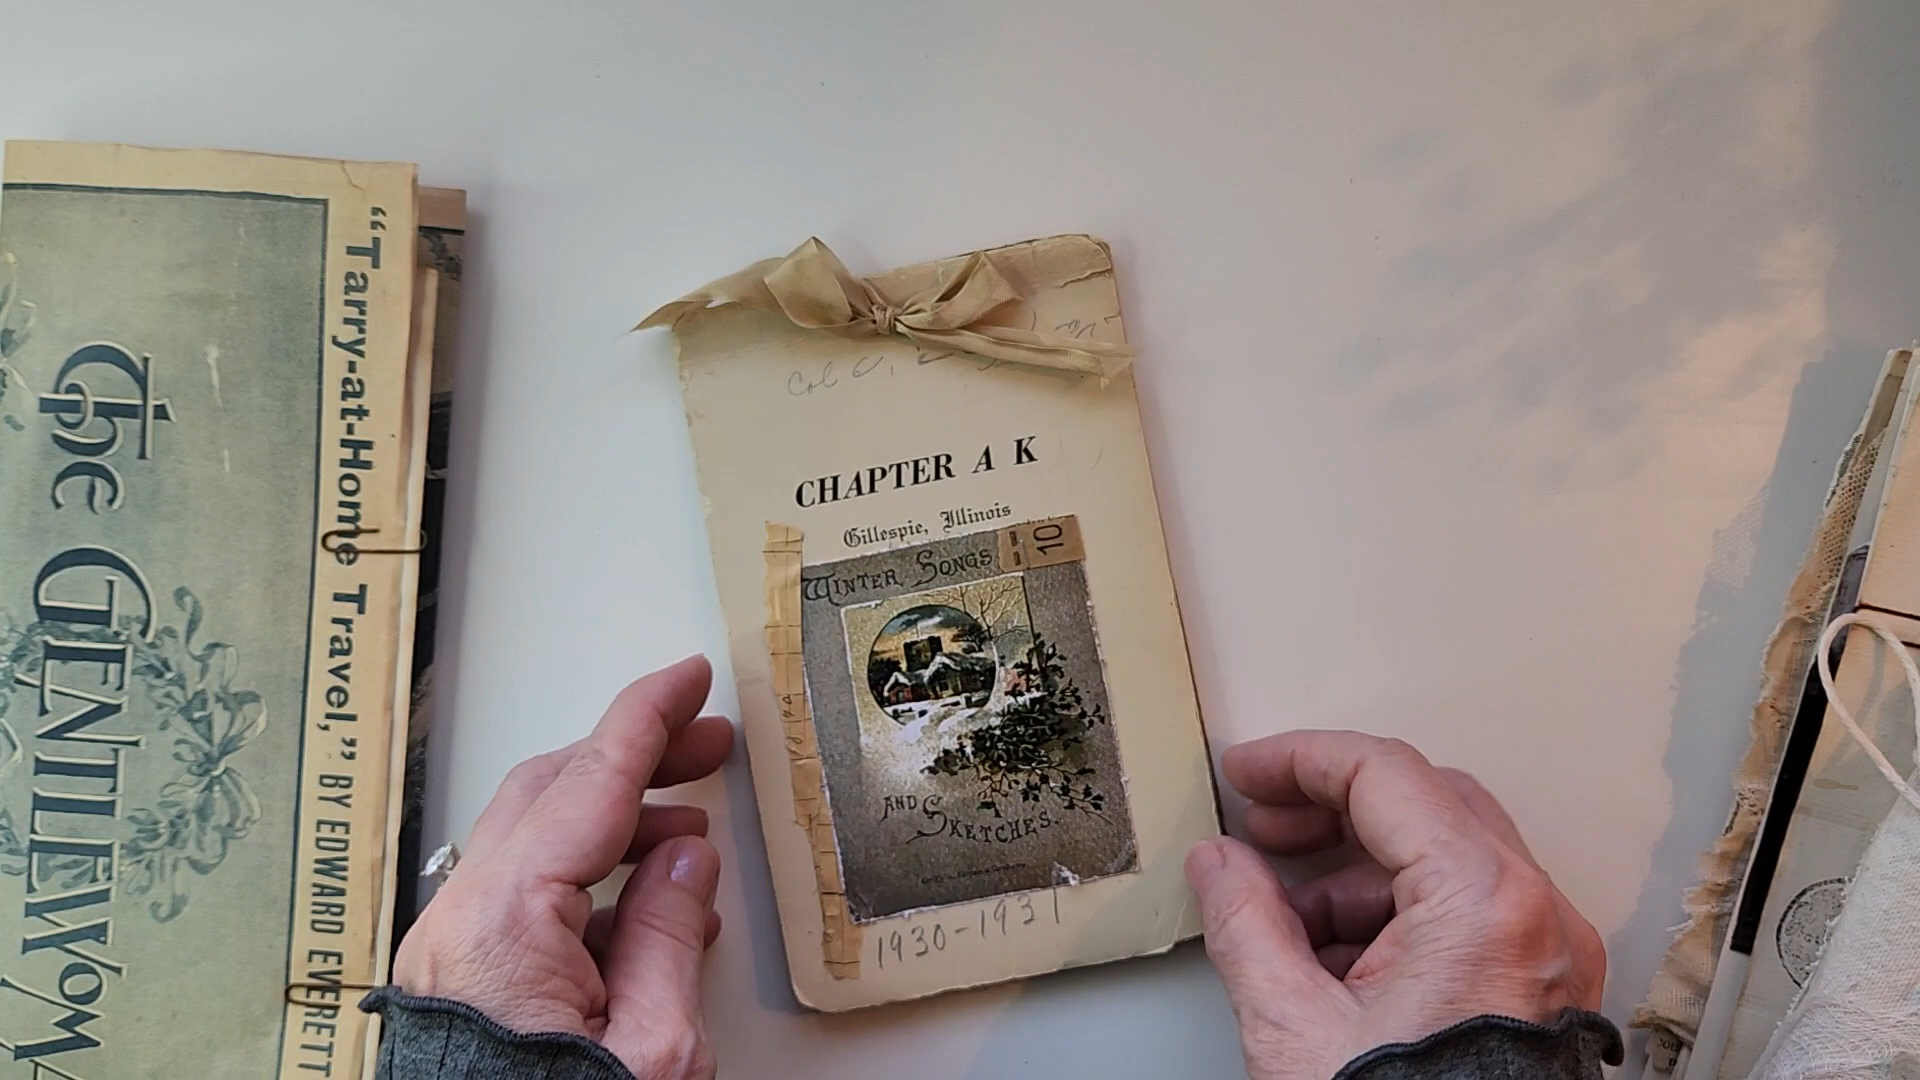 The GENTLEWOMA
"Tarry-at-Home Travel," BY EDWARD EVERETT
Col
CHAPTER A K
Gillespie, Illinois
10
WINTER SONGS
AND SKETCHES.
1930-1931